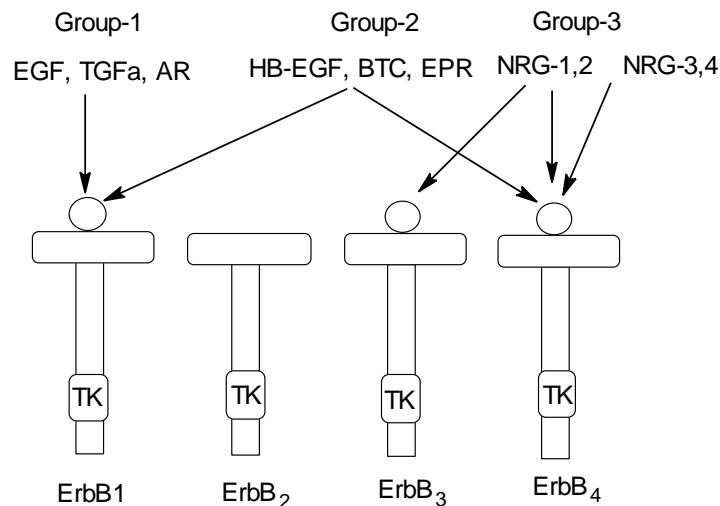 Group-1 Group-2 Group-3
EGF, TGFa, AR HB-EGF, BTC, EPR NRG-1,2 NRG-3,4
TK TK TK TK
ErbB1 ErbB₂ ErbB₃ ErbB₄